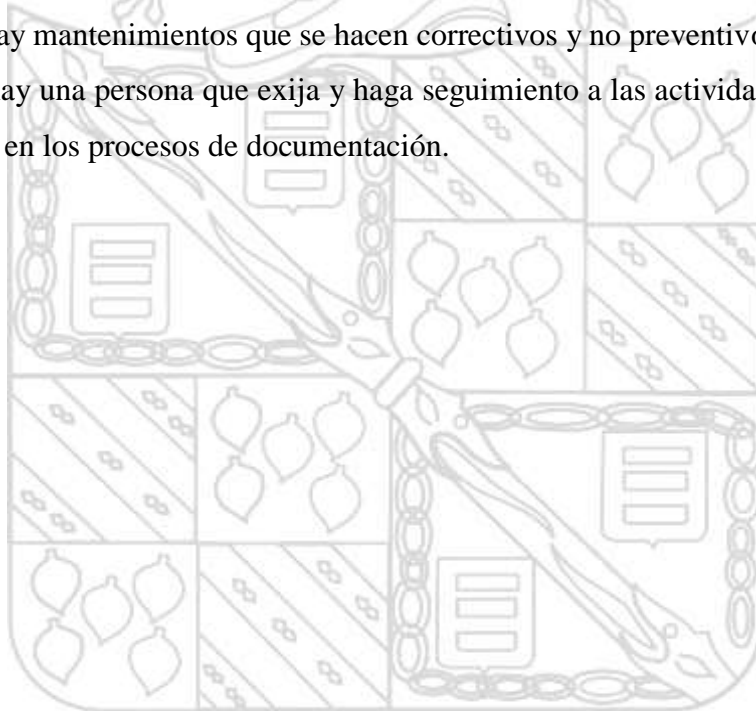 ay mantenimientos que se hacen correctivos y no preventivo
ay una persona que exija y haga seguimiento a las activida
en los procesos de documentación.